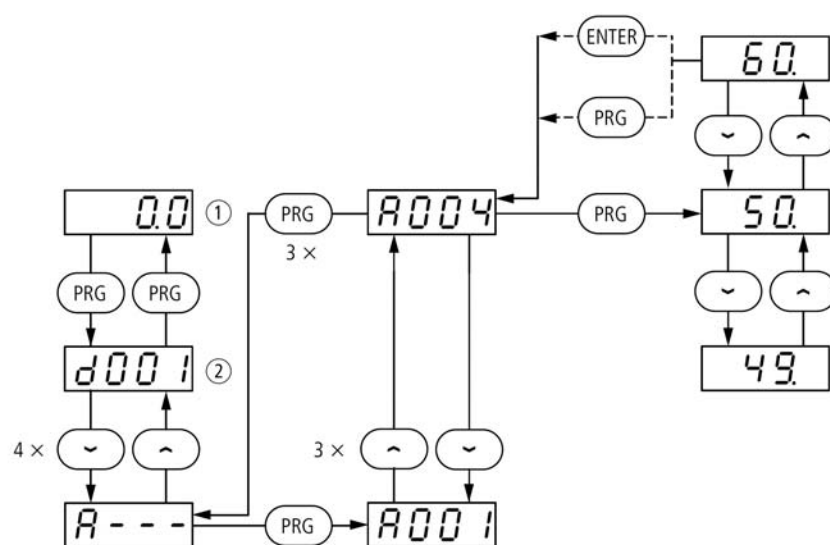 ENTER
60.
PRG
0.0 ①
PRG
3 ×
A004
PRG
50.
PRG
PRG
d001 ②
49.
4 ×
3 ×
A---
PRG
A001